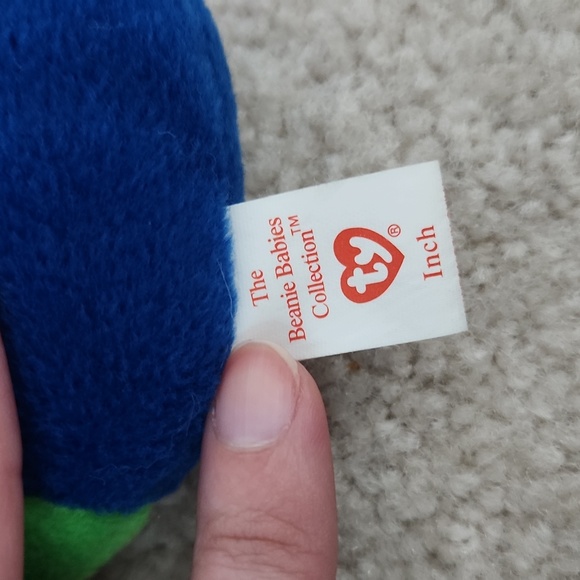 The
Beanie Babies
Collection™
ty®
Inch